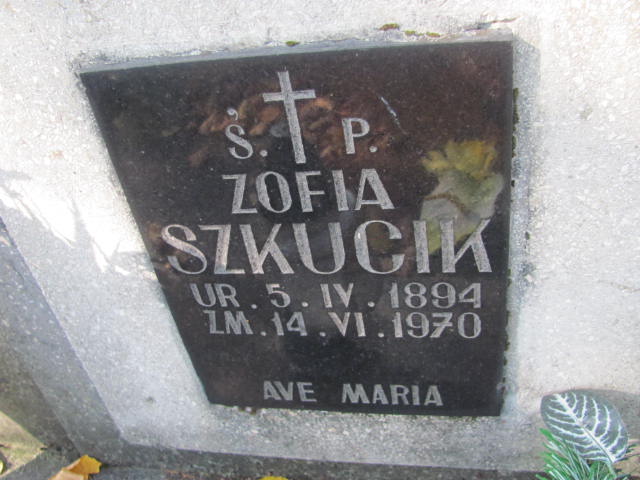 Ś. P.
ZOFIA
SZKUCIK
UR. 5. IV. 1894
ZM. 14. VI. 1970
AVE MARIA